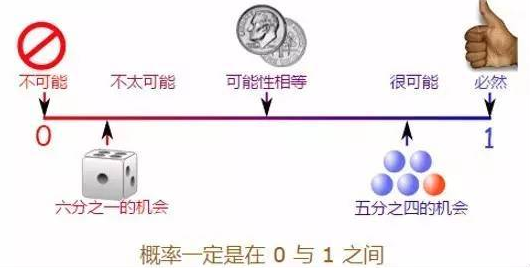 不可能 不太可能 可能性相等 很可能 必然
0 1
六分之一的机会 五分之四的机会
概率一定是在 0 与 1 之间